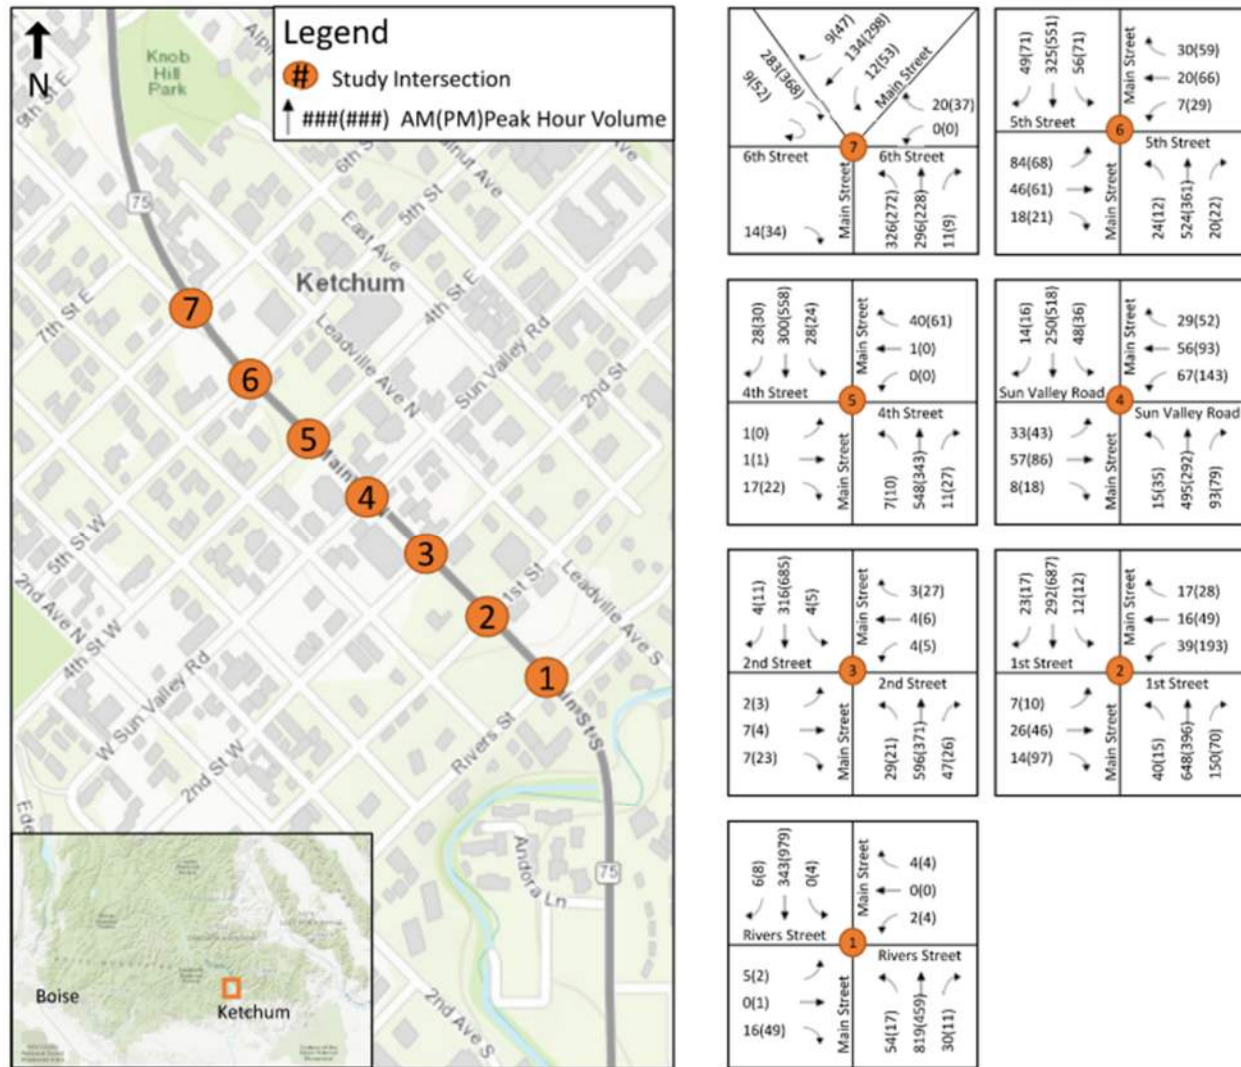 N
Legend
# Study Intersection
###(###) AM(PM)Peak Hour Volume
Knob
Hill
Park
9th St E
6th S
5th St
Ave
East Ave
75
Ketchum
4th St E
7th St E
Leadville Ave N
Sun Valley Rd
2nd St
7
6
5
4
3
2
1
Main
1st St
Leadville Ave S
5th St W
2nd Ave N
4th St W
W Sun Valley Rd
2nd St W
Rivers St
n St S
Andora Ln
75
2nd Ave S
Boise
Ketchum
9(47)
134(298)
12(53)
283(368)
9(52)
Main Street
20(37)
0(0)
7
6th Street
6th Street
14(34)
Main Street
326(272)
296(228)
11(9)
49(71)
325(551)
56(71)
Main Street
30(59)
20(66)
7(29)
5th Street
6
5th Street
84(68)
46(61)
18(21)
Main Street
24(12)
524(361)
20(22)
28(30)
300(558)
28(24)
Main Street
40(61)
1(0)
0(0)
4th Street
5
4th Street
1(0)
1(1)
17(22)
Main Street
7(10)
548(343)
11(27)
14(16)
250(518)
48(36)
Main Street
29(52)
56(93)
67(143)
Sun Valley Road
4
Sun Valley Road
33(43)
57(86)
8(18)
Main Street
15(35)
495(292)
93(79)
4(11)
316(685)
4(5)
Main Street
3(27)
4(6)
4(5)
2nd Street
3
2nd Street
2(3)
7(4)
7(23)
Main Street
29(21)
596(371)
47(26)
23(17)
292(687)
12(12)
Main Street
17(28)
16(49)
39(193)
1st Street
2
1st Street
7(10)
26(46)
14(97)
Main Street
40(15)
648(396)
150(70)
6(8)
343(979)
0(4)
Main Street
4(4)
0(0)
2(4)
Rivers Street
1
Rivers Street
5(2)
0(1)
16(49)
Main Street
54(17)
819(459)
30(11)